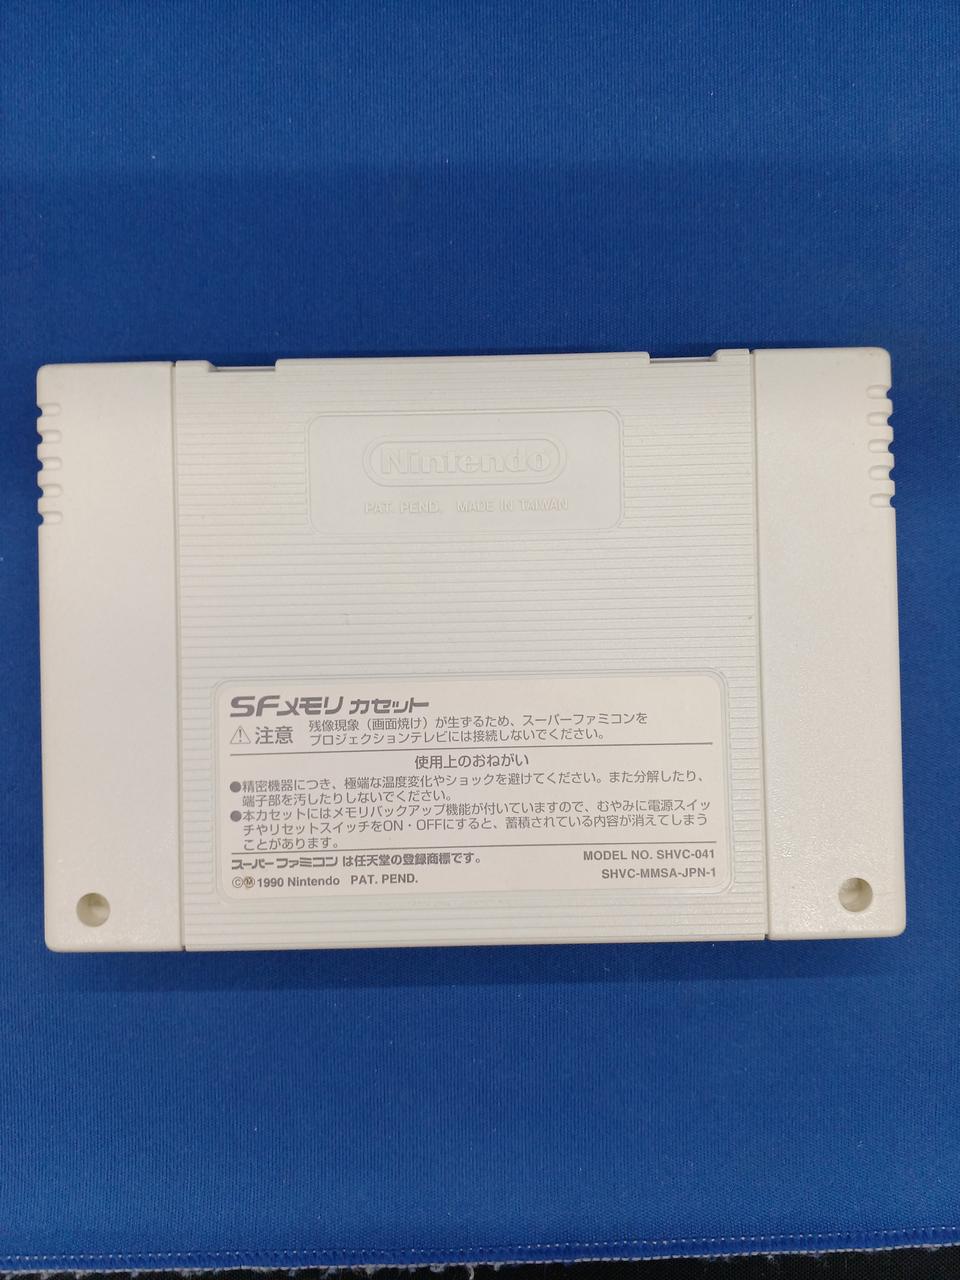 Nintendo
PAT. PEND. MADE IN TAIWAN
SFメモリ カセット
⚠注意 残像現象（画面焼け）が生ずるため、スーパーファミコンを
プロジェクションテレビには接続しないでください。
使用上のおねがい
●精密機器につき、極端な温度変化やショックを避けてください。また分解したり、
端子部を汚したりしないでください。
●本カセットにはメモリバックアップ機能が付いていますので、むやみに電源スイッ
チやリセットスイッチをON・OFFにすると、蓄積されている内容が消えてしまう
ことがあります。
スーパーファミコンは任天堂の登録商標です。
MODEL NO. SHVC-041
ⒸⓂ1990 Nintendo PAT. PEND.
SHVC-MMSA-JPN-1